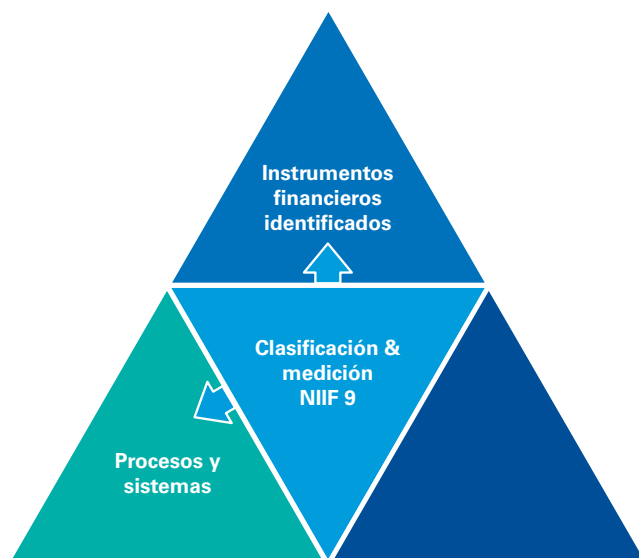 Instrumentos
financieros
identificados
Clasificación &
medición
NIIF 9
Procesos y
sistemas